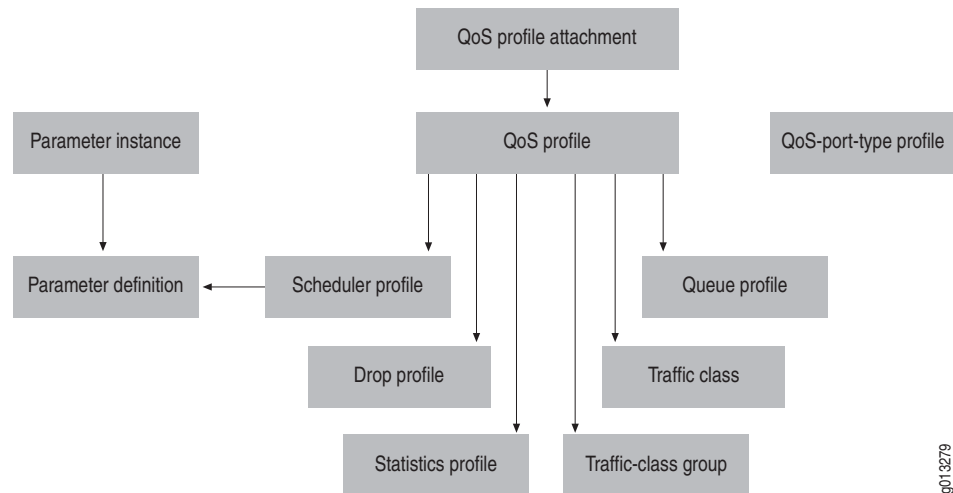 QoS profile attachment
Parameter instance
QoS profile
QoS-port-type profile
Parameter definition
Scheduler profile
Queue profile
Drop profile
Traffic class
Statistics profile
Traffic-class group
g013279